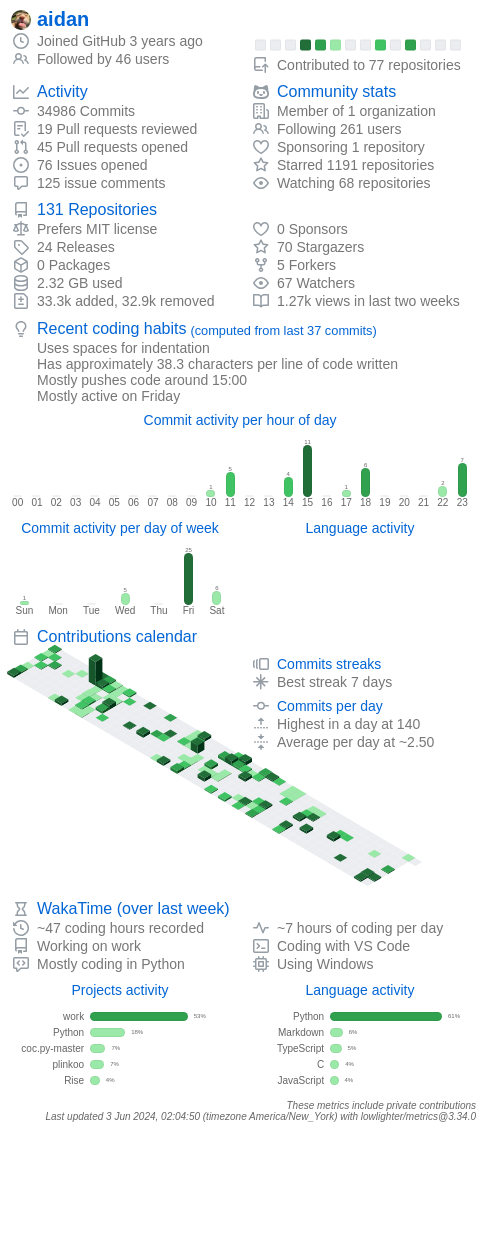 aidan
Joined GitHub 3 years ago
Followed by 46 users
Contributed to 77 repositories
Activity
34986 Commits
19 Pull requests reviewed
45 Pull requests opened
76 Issues opened
125 issue comments
Community stats
Member of 1 organization
Following 261 users
Sponsoring 1 repository
Starred 1191 repositories
Watching 68 repositories
131 Repositories
Prefers MIT license
24 Releases
0 Packages
2.32 GB used
33.3k added, 32.9k removed
0 Sponsors
70 Stargazers
5 Forkers
67 Watchers
1.27k views in last two weeks
Recent coding habits (computed from last 37 commits)
Uses spaces for indentation
Has approximately 38.3 characters per line of code written
Mostly pushes code around 15:00
Mostly active on Friday
Commit activity per hour of day
1 5 4 11 1 6 2 7
00 01 02 03 04 05 06 07 08 09 10 11 12 13 14 15 16 17 18 19 20 21 22 23
Commit activity per day of week
1 5 25 6
Sun Mon Tue Wed Thu Fri Sat
Language activity
Contributions calendar
Commits streaks
Best streak 7 days
Commits per day
Highest in a day at 140
Average per day at ~2.50
WakaTime (over last week)
~47 coding hours recorded
Working on work
Mostly coding in Python
~7 hours of coding per day
Coding with VS Code
Using Windows
Projects activity
work 53%
Python 18%
coc.py-master 7%
plinkoo 7%
Rise 4%
Language activity
Python 61%
Markdown 6%
TypeScript 5%
C 4%
JavaScript 4%
These metrics include private contributions
Last updated 3 Jun 2024, 02:04:50 (timezone America/New_York) with lowlighter/metrics@3.34.0